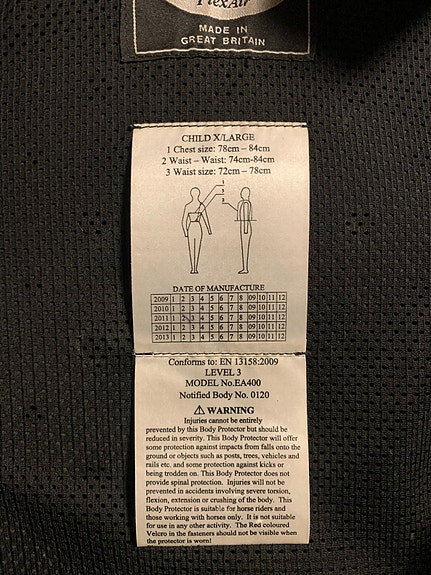 FlexAir
MADE IN
GREAT BRITAIN
CHILD X/LARGE
1 Chest size: 78cm – 84cm
2 Waist – Waist: 74cm-84cm
3 Waist size: 72cm – 78cm
1
2
3
DATE OF MANUFACTURE
2009 1 2 3 4 5 6 7 8 09 10 11 12
2010 1 2 3 4 5 6 7 8 09 10 11 12
2011 1 2 3 4 5 6 7 8 09 10 11 12
2012 1 2 3 4 5 6 7 8 09 10 11 12
2013 1 2 3 4 5 6 7 8 09 10 11 12
Conforms to: EN 13158:2009
LEVEL 3
MODEL No.EA400
Notified Body No. 0120
⚠ WARNING
Injuries cannot be entirely
prevented by this Body Protector but should be
reduced in severity. This Body Protector will offer
some protection against impacts from falls onto the
ground or objects such as posts, trees, vehicles and
rails etc. and some protection against kicks or
being trodden on. This Body Protector does not
provide spinal protection. Injuries will not be
prevented in accidents involving severe torsion,
flexion, extension or crushing of the body. This
Body Protector is suitable for horse riders and
those working with horses only. It is not suitable
for use in any other activity. The Red coloured
Velcro in the fasteners should not be visible when
the protector is worn!